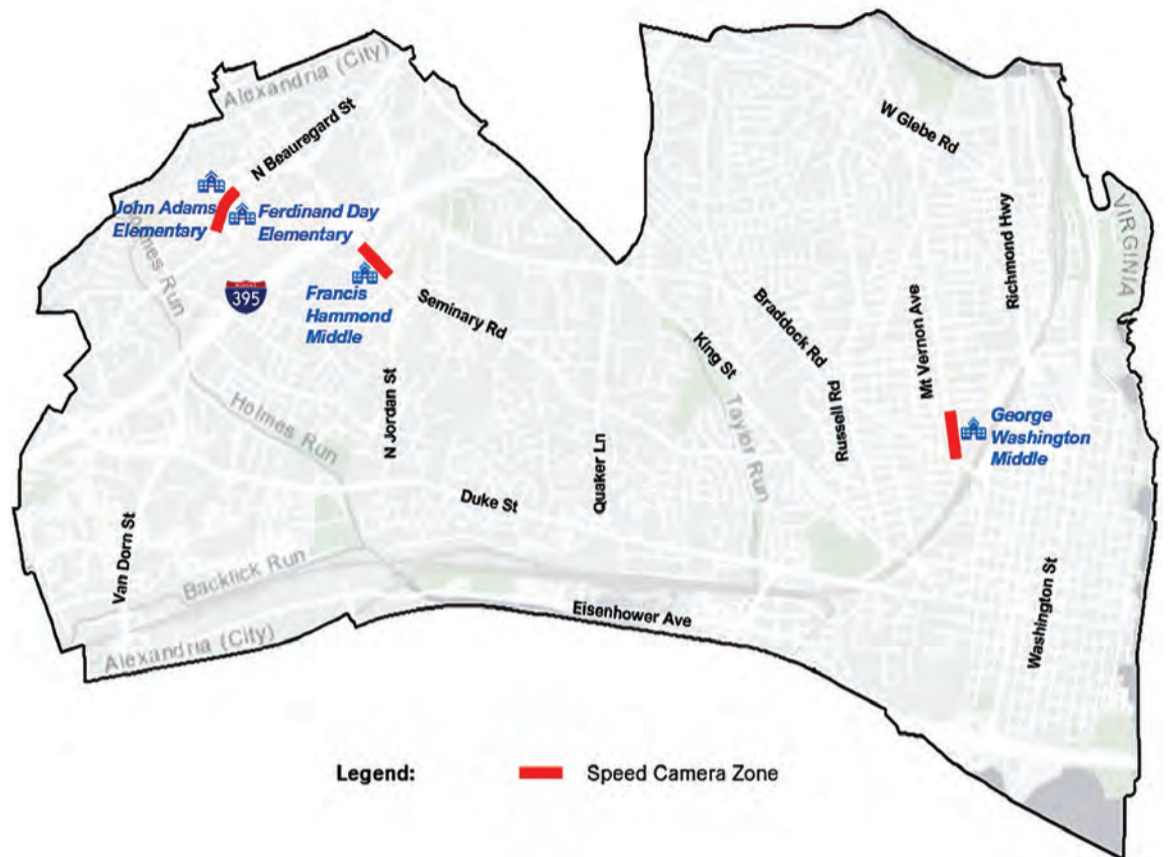 Alexandria (City)
N Beauregard St
W Glebe Rd
John Adams
Elementary
Ferdinand Day
Elementary
Holmes Run
VIRGINIA
Richmond Hwy
INTERSTATE
395
Francis
Hammond
Middle
Seminary Rd
Braddock Rd
Mt Vernon Ave
King St
N Jordan St
Russell Rd
Taylor Run
George
Washington
Middle
Holmes Run
Quaker Ln
Duke St
Van Dorn St
Backlick Run
Washington St
Eisenhower Ave
Alexandria (City)
Legend:
Speed Camera Zone